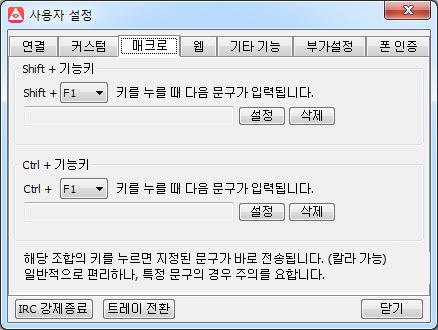 사용자 설정
연결 커스텀 매크로 웹 기타 기능 부가설정 폰 인증
Shift + 기능키
Shift + F1 키를 누를 때 다음 문구가 입력됩니다.
설정 삭제
Ctrl + 기능키
Ctrl + F1 키를 누를 때 다음 문구가 입력됩니다.
설정 삭제
해당 조합의 키를 누르면 지정된 문구가 바로 전송됩니다. (칼라 가능)
일반적으로 편리하나, 특정 문구의 경우 주의를 요합니다.
IRC 강제종료 트레이 전환 닫기